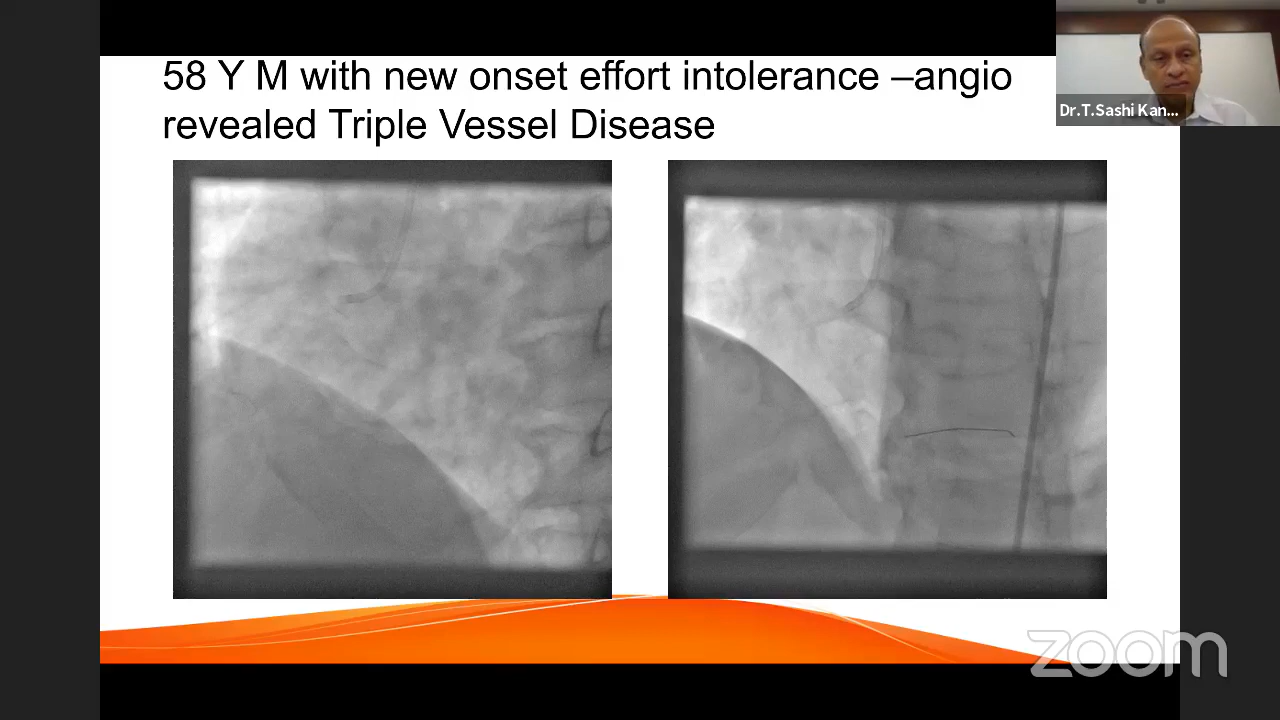 58 Y M with new onset effort intolerance –angio
revealed Triple Vessel Disease
Dr.T.Sashi Kan...
zoom